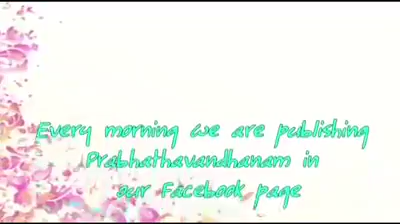 Every morning we are publishing
Prabhathavandhanam in
our Facebook page